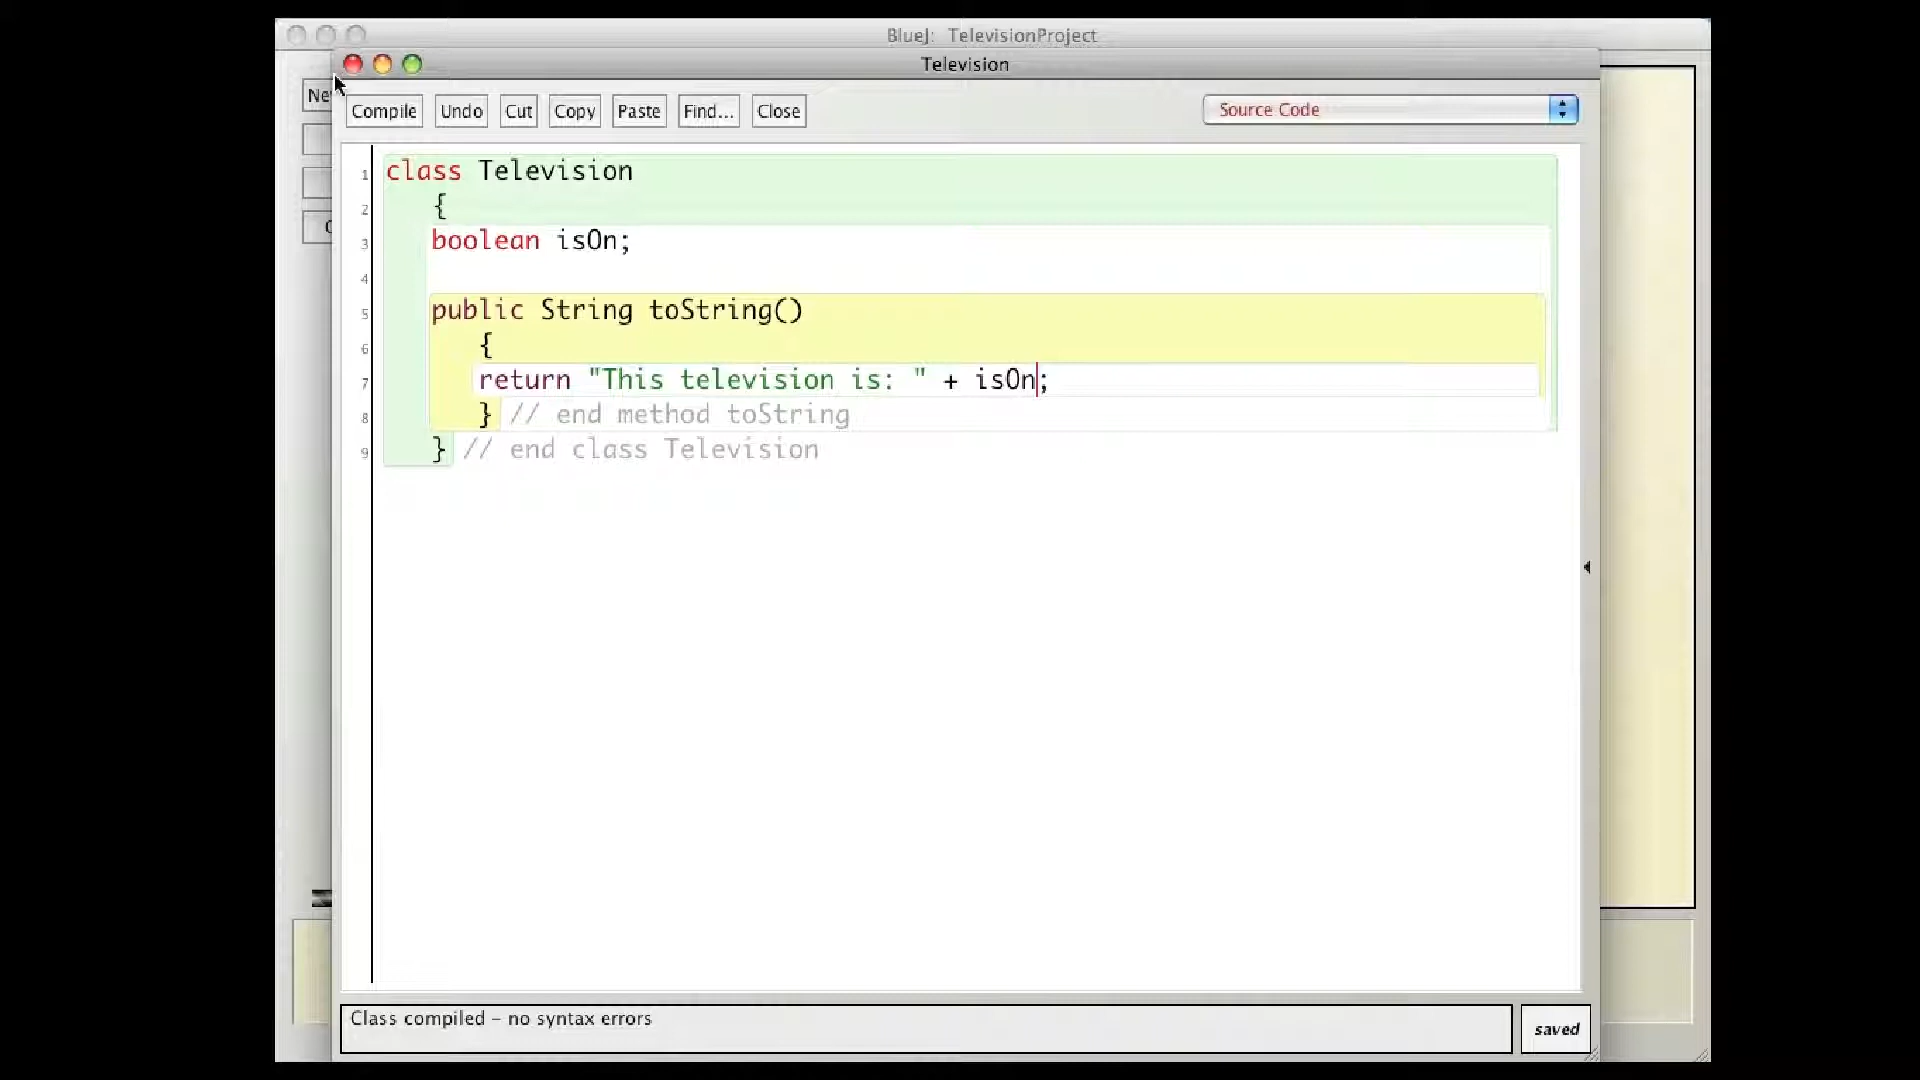 BlueJ: TelevisionProject
Television
Compile Undo Cut Copy Paste Find... Close Source Code
1 class Television
2 {
3 boolean isOn;
4
5 public String toString()
6 {
7 return "This television is: " + isOn;
8 } // end method toString
9 } // end class Television
Class compiled – no syntax errors
saved